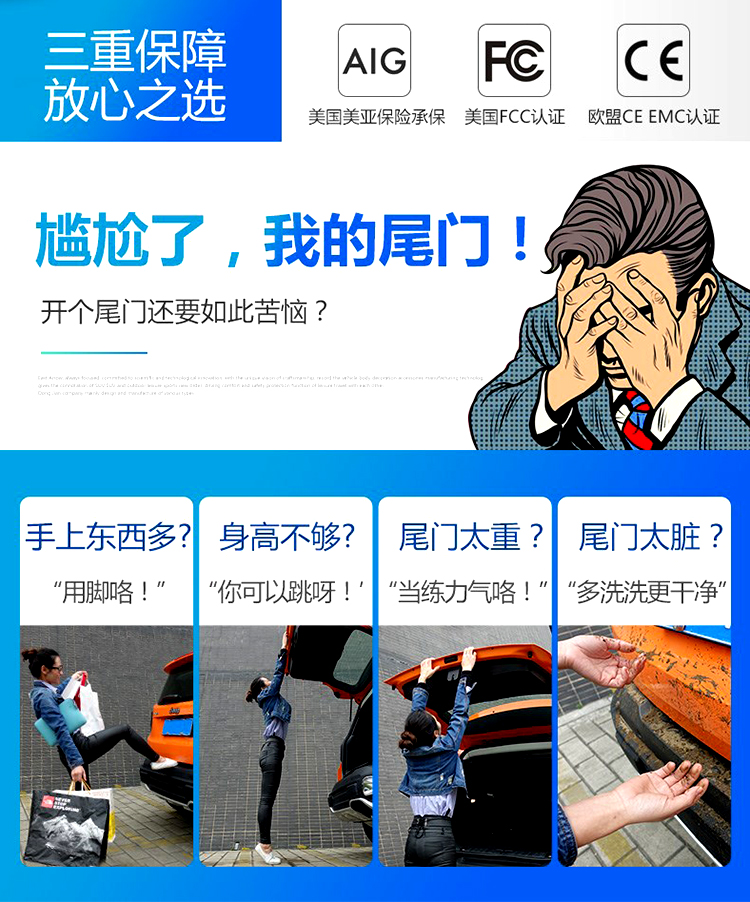 三重保障
放心之选
AIG
FC
CE
美国美亚保险承保
美国FCC认证
欧盟CE EMC认证
尴尬了，我的尾门！
开个尾门还要如此苦恼？
手上东西多?
“用脚咯！”
身高不够?
“你可以跳呀！’
尾门太重？
“当练力气咯！”
尾门太脏？
“多洗洗更干净”
NEVER
STOP
EXPLORING